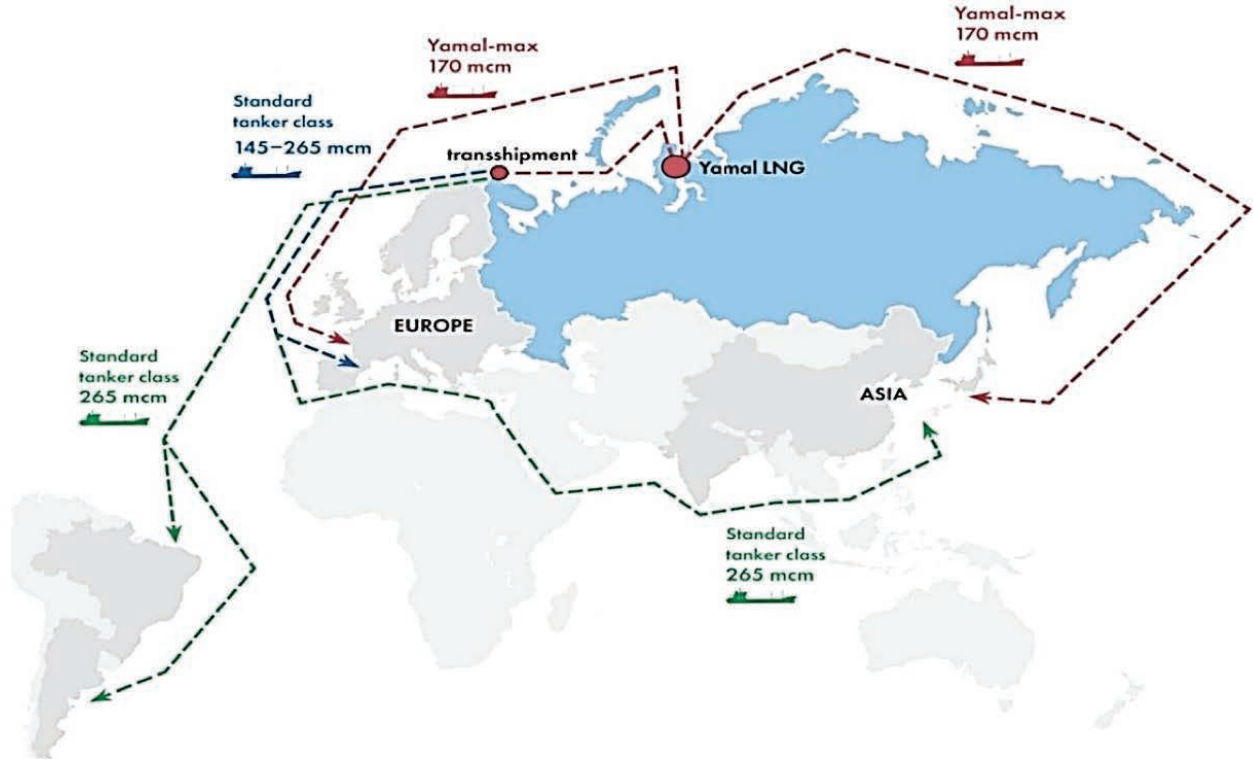 Yamal-max
170 mcm
Yamal-max
170 mcm
Standard
tanker class
145–265 mcm
transshipment
Yamal LNG
EUROPE
Standard
tanker class
265 mcm
ASIA
Standard
tanker class
265 mcm